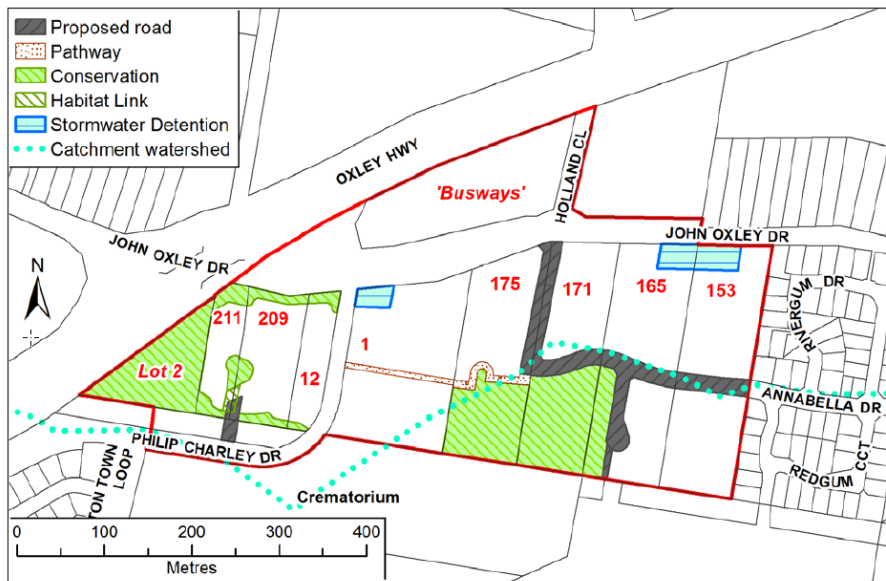 Proposed road
Pathway
Conservation
Habitat Link
Stormwater Detention
Catchment watershed
OXLEY HWY
'Busways'
HOLLAND CL
JOHN OXLEY DR
JOHN OXLEY DR
N
175
171
165
153
RIVERGUM DR
211
209
1
Lot 2
12
ANNABELLA DR
PHILIP CHARLEY DR
TON TOWN
LOOP
REDGUM CCT
Crematorium
0 100 200 300 400
Metres